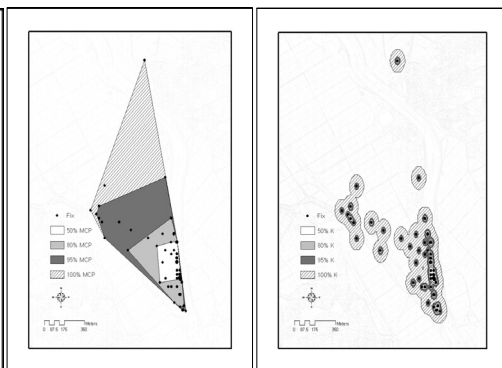 Fix
50% MCP
80% MCP
95% MCP
100% MCP
Meters
0 87.5 175 350
Fix
50% K
80% K
95% K
100% K
Meters
0 87.5 175 350